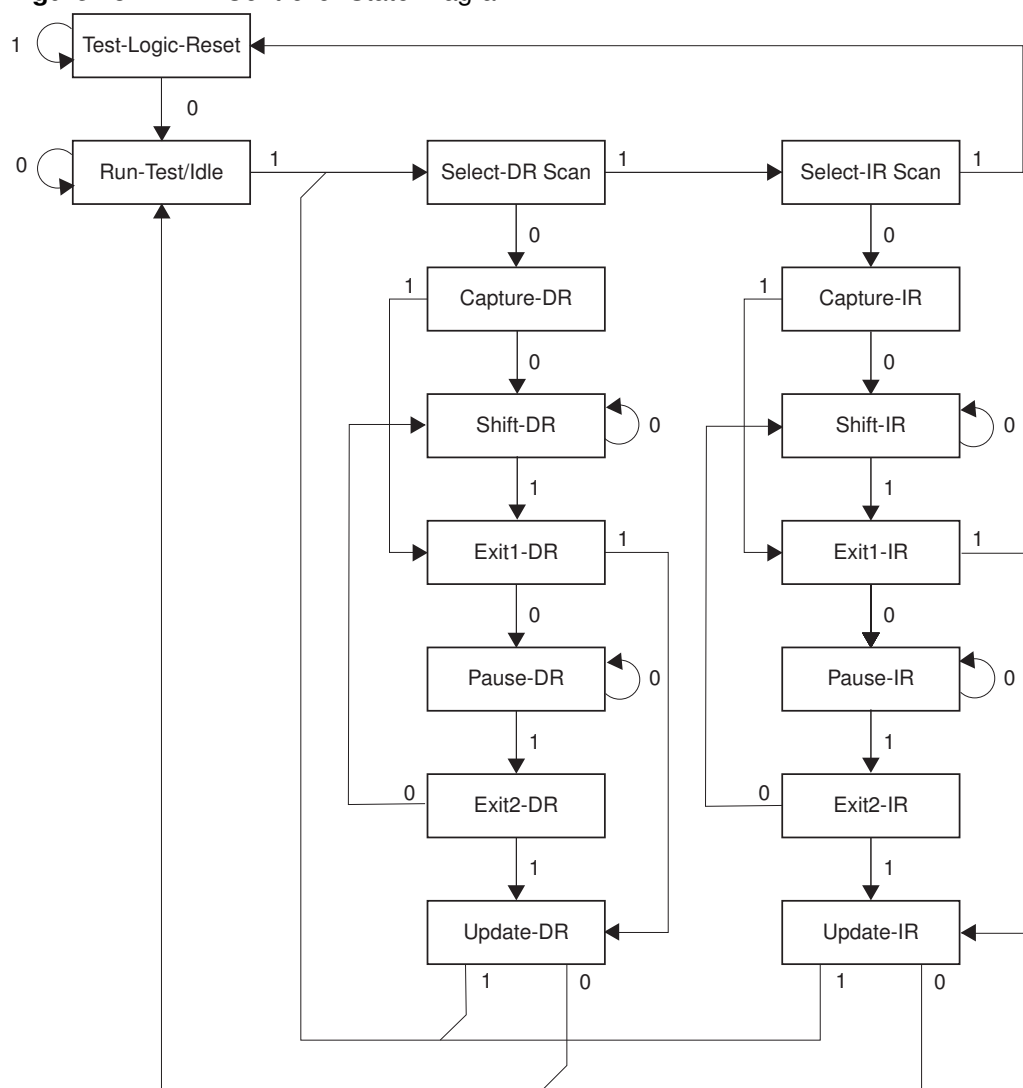 Test-Logic-Reset
1
0
Run-Test/Idle
0
1
Select-DR Scan
1
Select-IR Scan
1
0
0
Capture-DR
1
Capture-IR
1
0
0
Shift-DR
0
Shift-IR
0
1
1
Exit1-DR
1
Exit1-IR
1
0
0
Pause-DR
0
Pause-IR
0
1
1
Exit2-DR
0
Exit2-IR
0
1
1
Update-DR
Update-IR
1
0
1
0